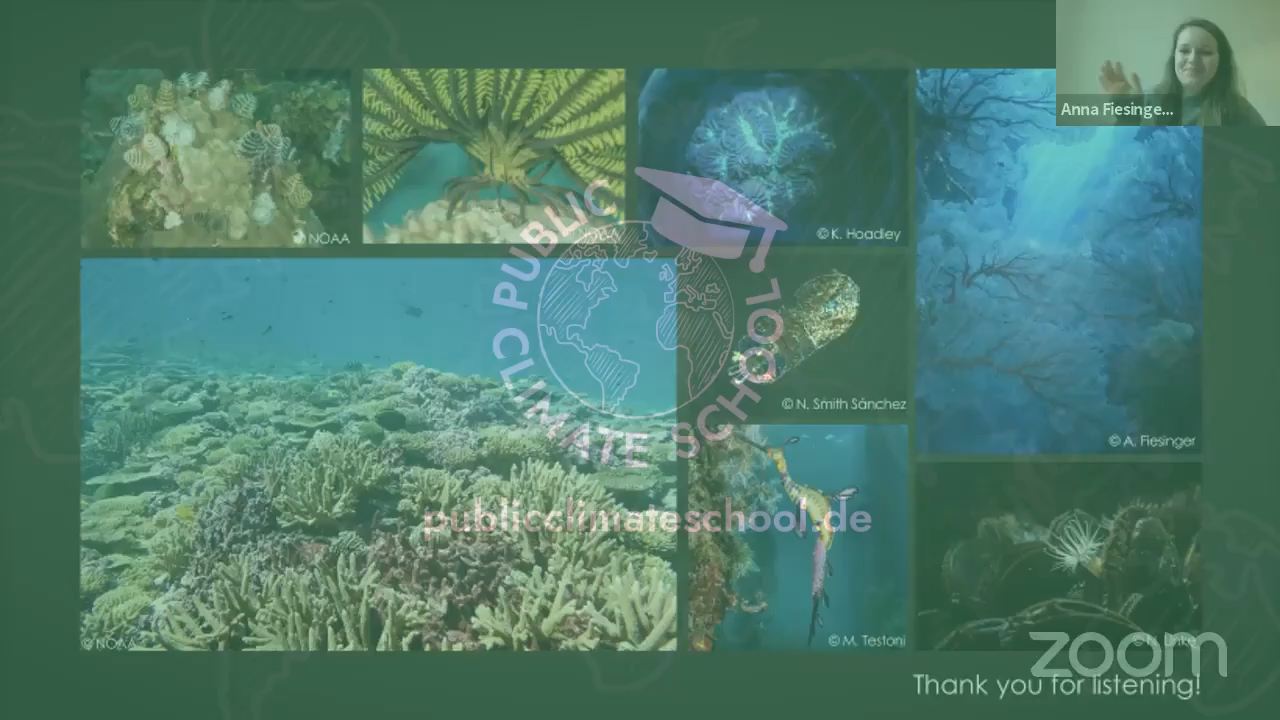 Anna Fiesinge...
© NOAA
© K. Hoadley
PUBLIC CLIMATE SCHOOL
© N. Smith Sánchez
© A. Fiesinger
publicclimateschool.de
© NOAA
© M. Testoni
zoom
Thank you for listening!